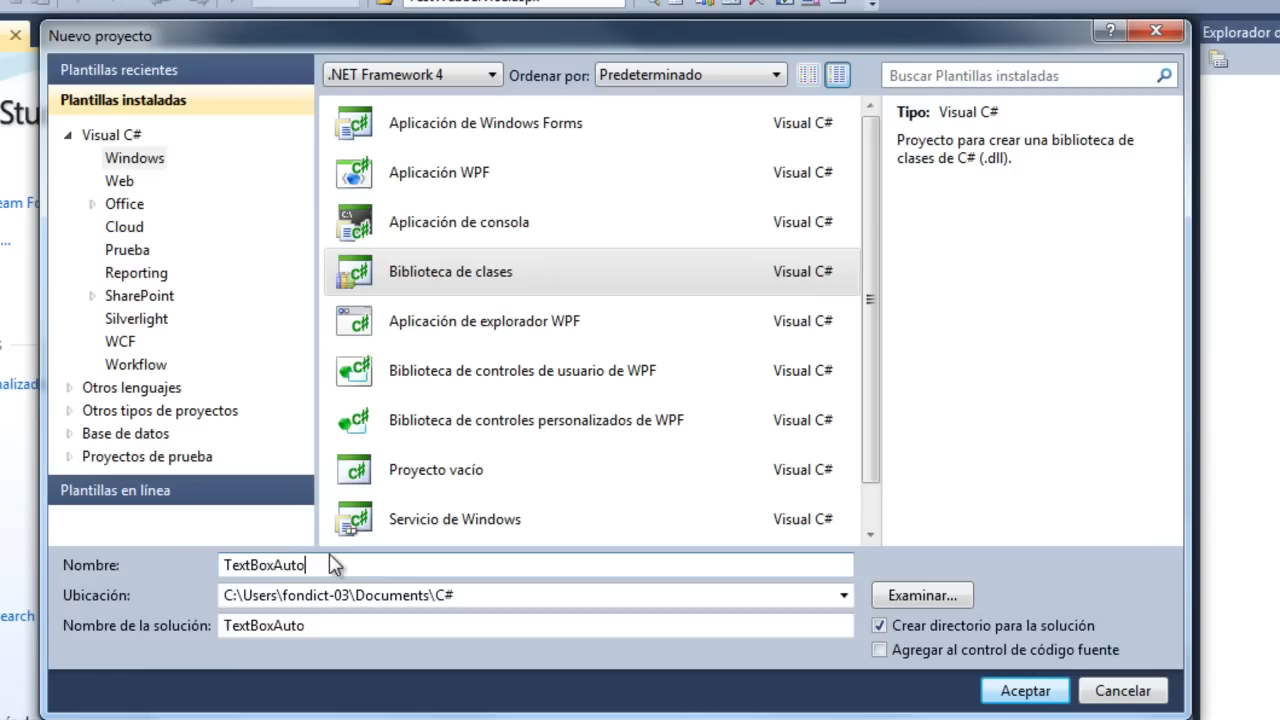 Nuevo proyecto
?
Explorador d
Plantillas recientes
.NET Framework 4
Ordenar por:
Predeterminado
Buscar Plantillas instaladas
Plantillas instaladas
Stu
Visual C#
Windows
Web
Office
Cloud
Prueba
Reporting
SharePoint
Silverlight
WCF
Workflow
Otros lenguajes
Otros tipos de proyectos
Base de datos
Proyectos de prueba
Plantillas en línea
eam Fo
...
nalizad
search
Aplicación de Windows Forms Visual C#
Aplicación WPF Visual C#
Aplicación de consola Visual C#
Biblioteca de clases Visual C#
Aplicación de explorador WPF Visual C#
Biblioteca de controles de usuario de WPF Visual C#
Biblioteca de controles personalizados de WPF Visual C#
Proyecto vacío Visual C#
Servicio de Windows Visual C#
Tipo: Visual C#
Proyecto para crear una biblioteca de
clases de C# (.dll).
Nombre: TextBoxAuto
Ubicación: C:\Users\fondict-03\Documents\C#
Examinar...
Nombre de la solución: TextBoxAuto
Crear directorio para la solución
Agregar al control de código fuente
Aceptar
Cancelar